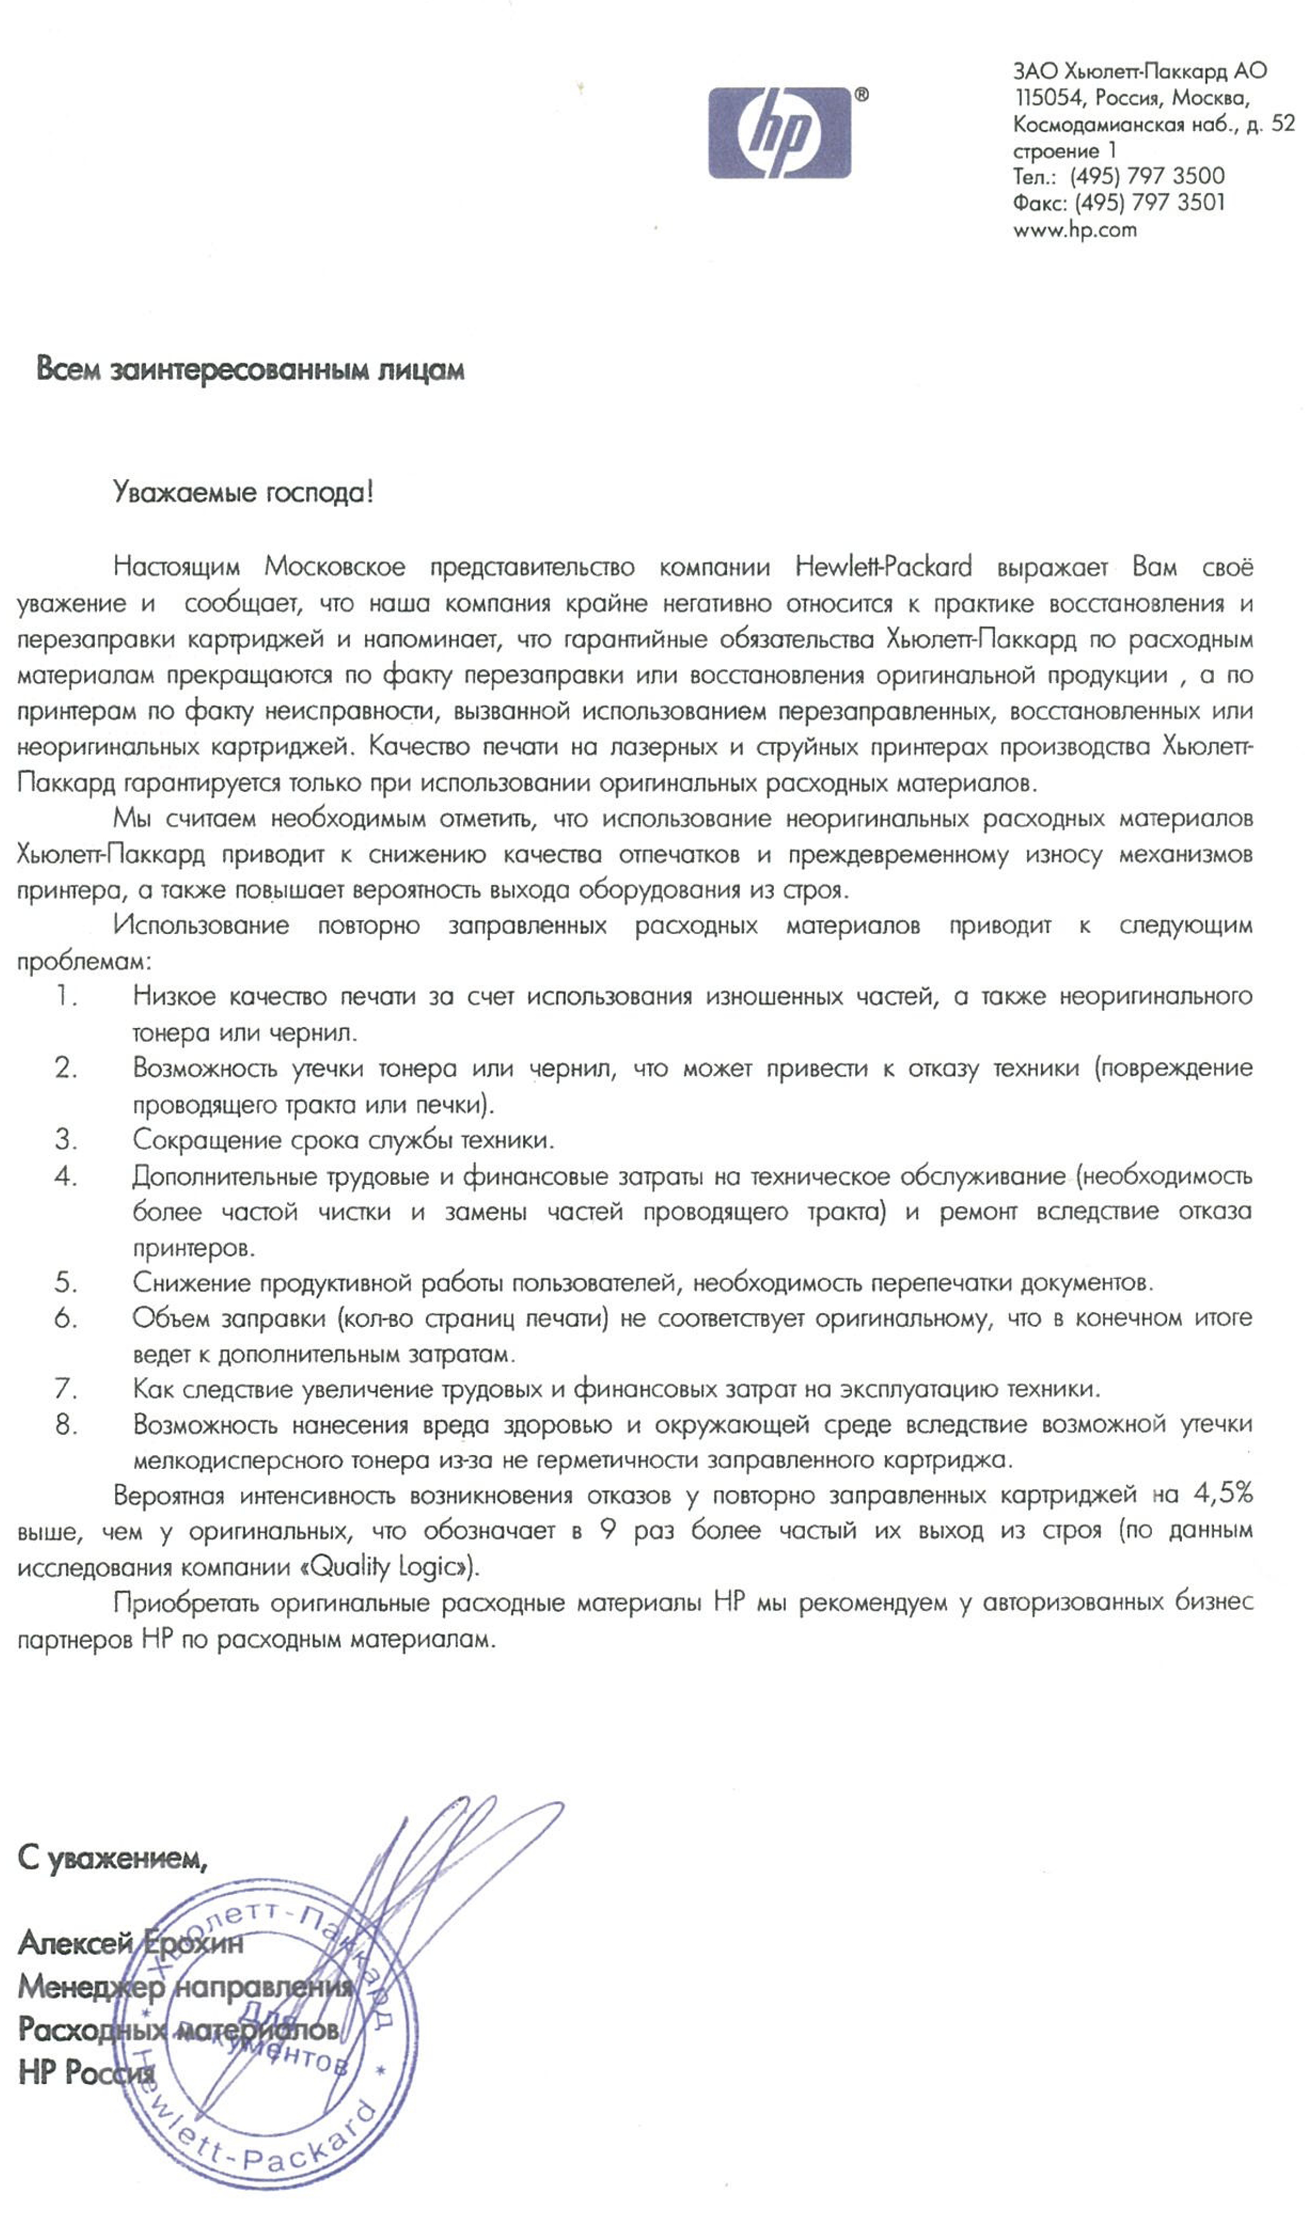 hp®
ЗАО Хьюлетт-Паккард АО
115054, Россия, Москва,
Космодамианская наб., д. 52
строение 1
Тел.: (495) 797 3500
Факс: (495) 797 3501
www.hp.com
Всем заинтересованным лицам
Уважаемые господа!
Настоящим Московское представительство компании Hewlett-Packard выражает Вам своё
уважение и сообщает, что наша компания крайне негативно относится к практике восстановления и
перезаправки картриджей и напоминает, что гарантийные обязательства Хьюлетт-Паккард по расходным
материалам прекращаются по факту перезаправки или восстановления оригинальной продукции , а по
принтерам по факту неисправности, вызванной использованием перезаправленных, восстановленных или
неоригинальных картриджей. Качество печати на лазерных и струйных принтерах производства Хьюлетт-
Паккард гарантируется только при использовании оригинальных расходных материалов.
Мы считаем необходимым отметить, что использование неоригинальных расходных материалов
Хьюлетт-Паккард приводит к снижению качества отпечатков и преждевременному износу механизмов
принтера, а также повышает вероятность выхода оборудования из строя.
Использование повторно заправленных расходных материалов приводит к следующим
проблемам:
1. Низкое качество печати за счет использования изношенных частей, а также неоригинального
тонера или чернил.
2. Возможность утечки тонера или чернил, что может привести к отказу техники (повреждение
проводящего тракта или печки).
3. Сокращение срока службы техники.
4. Дополнительные трудовые и финансовые затраты на техническое обслуживание (необходимость
более частой чистки и замены частей проводящего тракта) и ремонт вследствие отказа
принтеров.
5. Снижение продуктивной работы пользователей, необходимость перепечатки документов.
6. Объем заправки (кол-во страниц печати) не соответствует оригинальному, что в конечном итоге
ведет к дополнительным затратам.
7. Как следствие увеличение трудовых и финансовых затрат на эксплуатацию техники.
8. Возможность нанесения вреда здоровью и окружающей среде вследствие возможной утечки
мелкодисперсного тонера из-за не герметичности заправленного картриджа.
Вероятная интенсивность возникновения отказов у повторно заправленных картриджей на 4,5%
выше, чем у оригинальных, что обозначает в 9 раз более частый их выход из строя (по данным
исследования компании «Quality Logic»).
Приобретать оригинальные расходные материалы HP мы рекомендуем у авторизованных бизнес
партнеров HP по расходным материалам.
С уважением,
Алексей Ерохин
Менеджер направления
Расходных материалов
HP Россия
Хьюлетт-Паккард
Для
документов
Hewlett-Packard